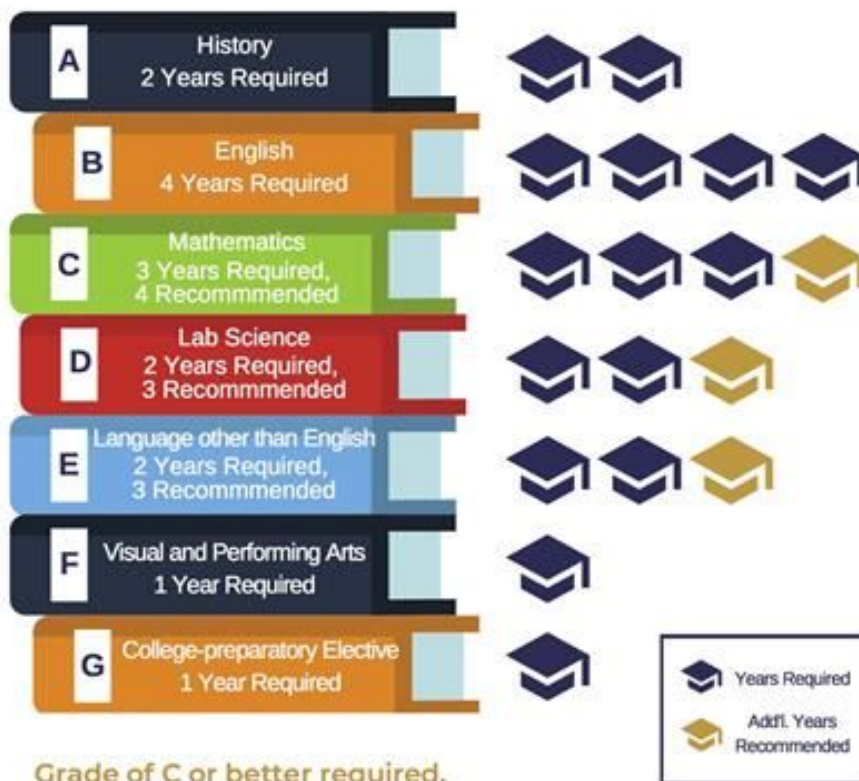 A
History
2 Years Required
B
English
4 Years Required
C
Mathematics
3 Years Required,
4 Recommmended
D
Lab Science
2 Years Required,
3 Recommmended
E
Language other than English
2 Years Required,
3 Recommmended
F
Visual and Performing Arts
1 Year Required
G
College-preparatory Elective
1 Year Required
Years Required
Add'l. Years
Recommended
Grade of C or better required.